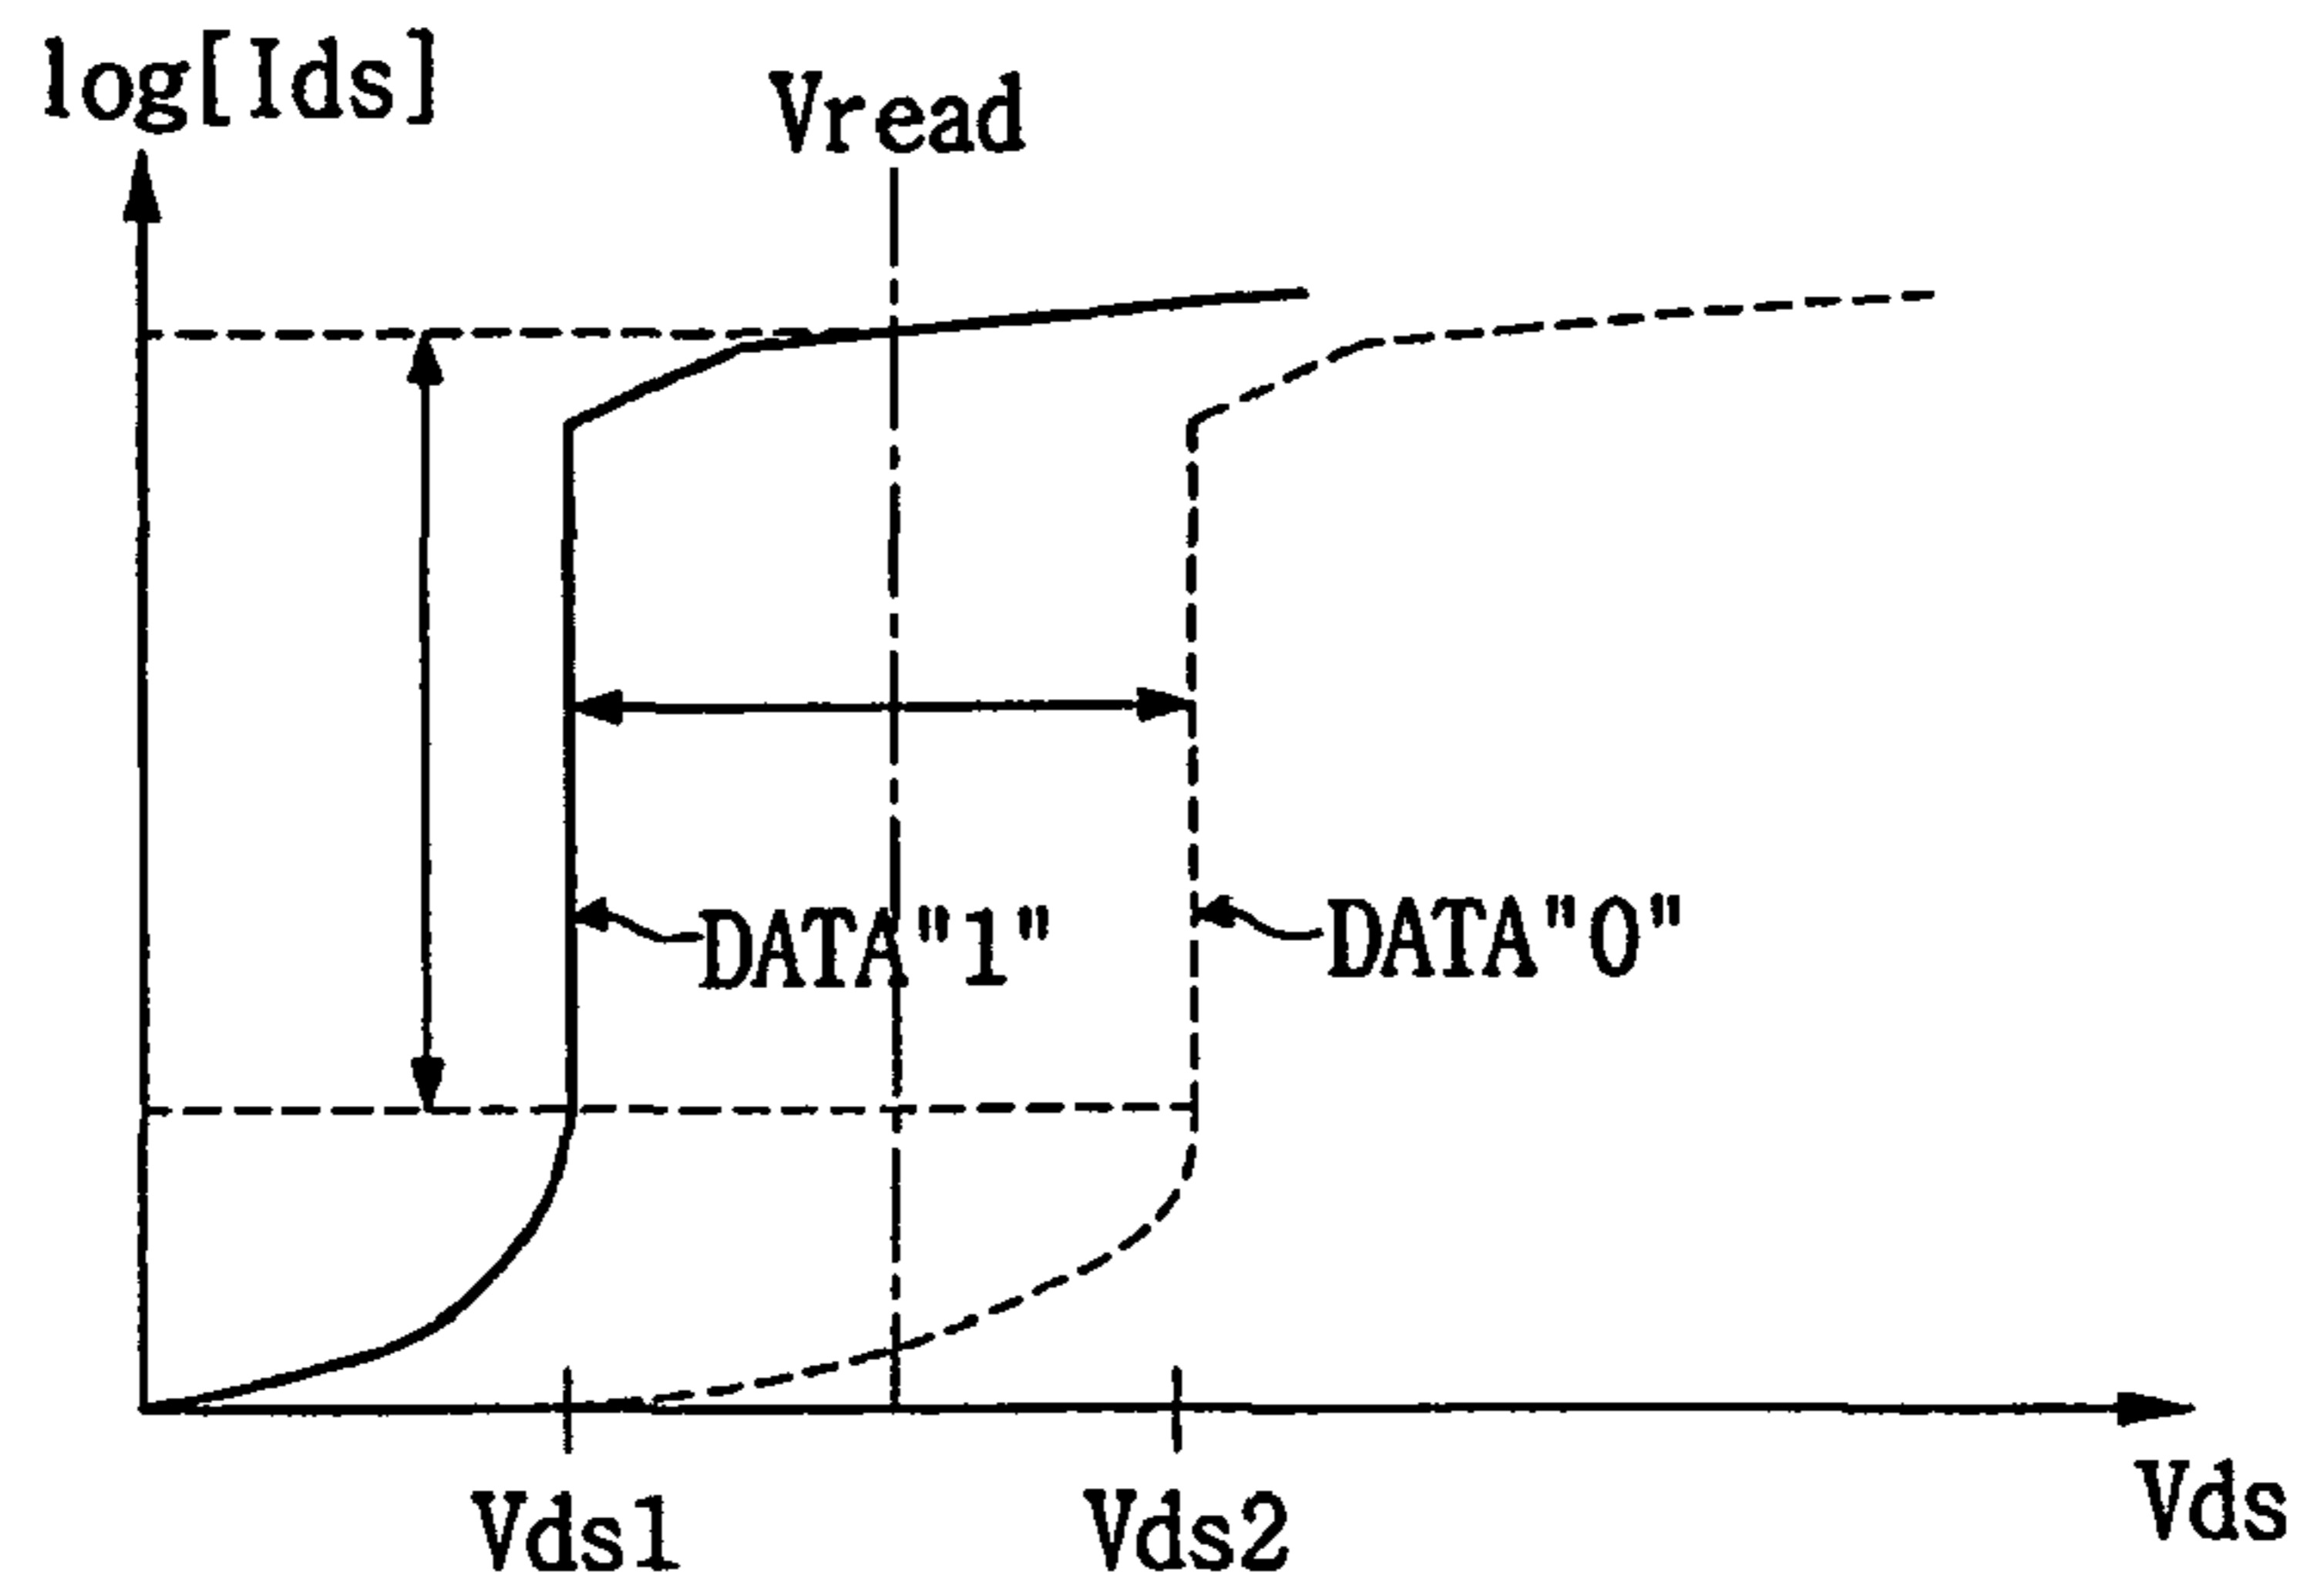 log[Ids]
Vread
DATA"1"
DATA"0"
Vds1
Vds2
Vds